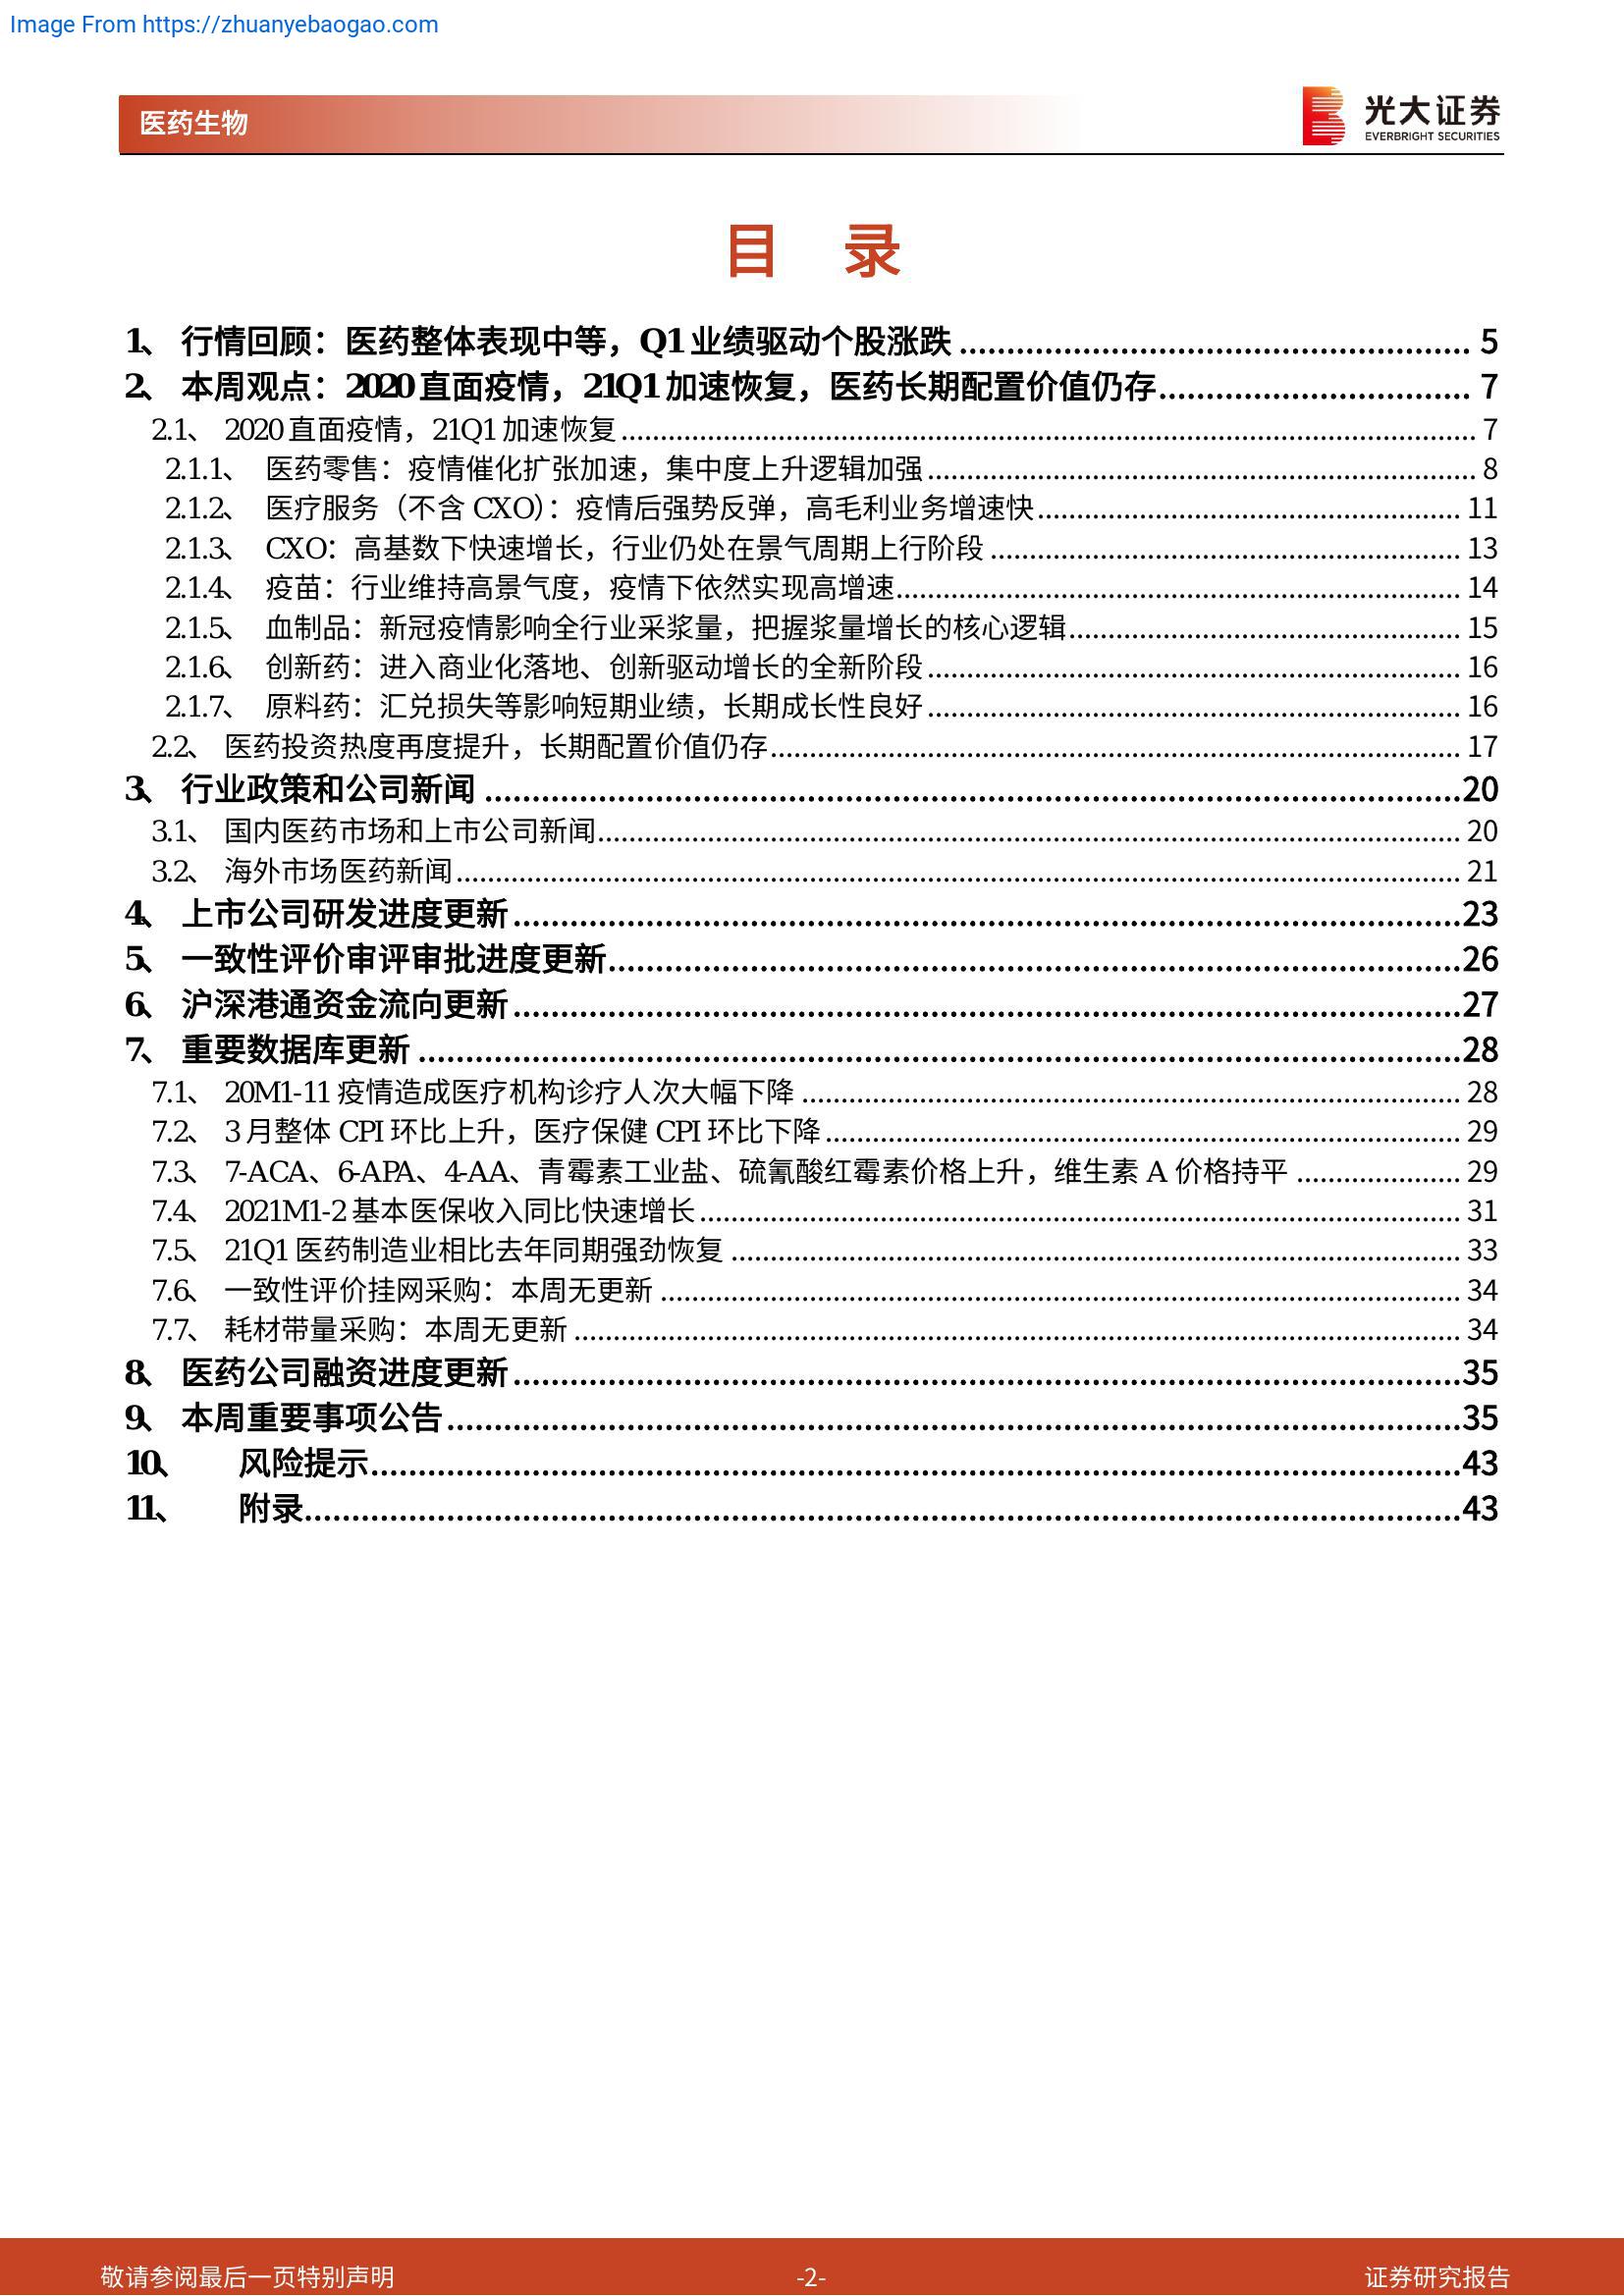 Image From https://zhuanyebaogao.com
医药生物
光大证券
EVERBRIGHT SECURITIES
目 录
1、 行情回顾：医药整体表现中等，Q1 业绩驱动个股涨跌 ........ 5
2、 本周观点：2020 直面疫情，21Q1 加速恢复，医药长期配置价值仍存 ........ 7
2.1、 2020 直面疫情，21Q1 加速恢复 ........ 7
2.1.1、 医药零售：疫情催化扩张加速，集中度上升逻辑加强 ........ 8
2.1.2、 医疗服务（不含 CXO）：疫情后强势反弹，高毛利业务增速快 ........ 11
2.1.3、 CXO：高基数下快速增长，行业仍处在景气周期上行阶段 ........ 13
2.1.4、 疫苗：行业维持高景气度，疫情下依然实现高增速 ........ 14
2.1.5、 血制品：新冠疫情影响全行业采浆量，把握浆量增长的核心逻辑 ........ 15
2.1.6、 创新药：进入商业化落地、创新驱动增长的全新阶段 ........ 16
2.1.7、 原料药：汇兑损失等影响短期业绩，长期成长性良好 ........ 16
2.2、 医药投资热度再度提升，长期配置价值仍存 ........ 17
3、 行业政策和公司新闻 ........ 20
3.1、 国内医药市场和上市公司新闻 ........ 20
3.2、 海外市场医药新闻 ........ 21
4、 上市公司研发进度更新 ........ 23
5、 一致性评价审评审批进度更新 ........ 26
6、 沪深港通资金流向更新 ........ 27
7、 重要数据库更新 ........ 28
7.1、 20M1-11 疫情造成医疗机构诊疗人次大幅下降 ........ 28
7.2、 3 月整体 CPI 环比上升，医疗保健 CPI 环比下降 ........ 29
7.3、 7-ACA、6-APA、4-AA、青霉素工业盐、硫氰酸红霉素价格上升，维生素 A 价格持平 ........ 29
7.4、 2021M1-2 基本医保收入同比快速增长 ........ 31
7.5、 21Q1 医药制造业相比去年同期强劲恢复 ........ 33
7.6、 一致性评价挂网采购：本周无更新 ........ 34
7.7、 耗材带量采购：本周无更新 ........ 34
8、 医药公司融资进度更新 ........ 35
9、 本周重要事项公告 ........ 35
10、 风险提示 ........ 43
11、 附录 ........ 43
敬请参阅最后一页特别声明
-2-
证券研究报告